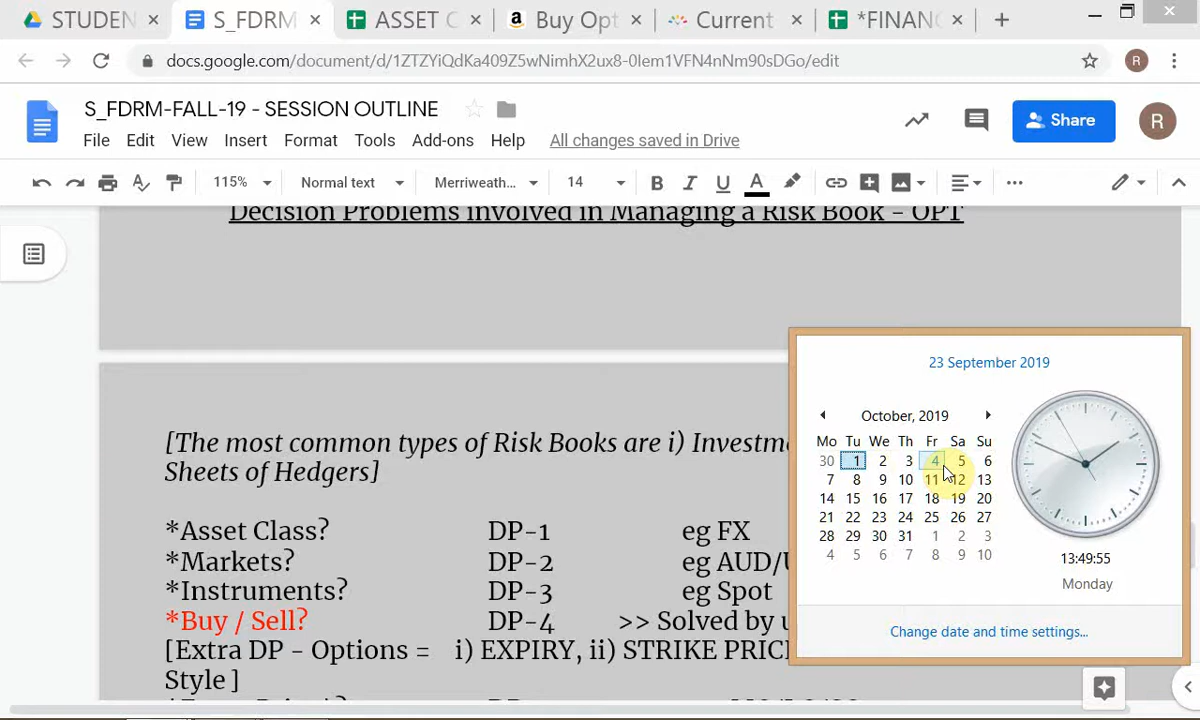 STUDEN
S_FDRM
ASSET C
Buy Opt
Current
*FINANC
docs.google.com/document/d/1ZTZYiQdKa409Z5wNimhX2ux8-0Iem1VFN4nNm90sDGo/edit
R
S_FDRM-FALL-19 - SESSION OUTLINE
File Edit View Insert Format Tools Add-ons Help All changes saved in Drive
Share
R
115% Normal text Merriweath... 14 B I U A
Decision Problems involved in Managing a Risk Book - OPT
[The most common types of Risk Books are i) Investme
Sheets of Hedgers]
*Asset Class? DP-1 eg FX
*Markets? DP-2 eg AUD/U
*Instruments? DP-3 eg Spot
*Buy / Sell? DP-4 >> Solved by u
[Extra DP - Options = i) EXPIRY, ii) STRIKE PRIC
Style]
23 September 2019
October, 2019
Mo Tu We Th Fr Sa Su
30 1 2 3 4 5 6
7 8 9 10 11 12 13
14 15 16 17 18 19 20
21 22 23 24 25 26 27
28 29 30 31 1 2 3
4 5 6 7 8 9 10
13:49:55
Monday
Change date and time settings...